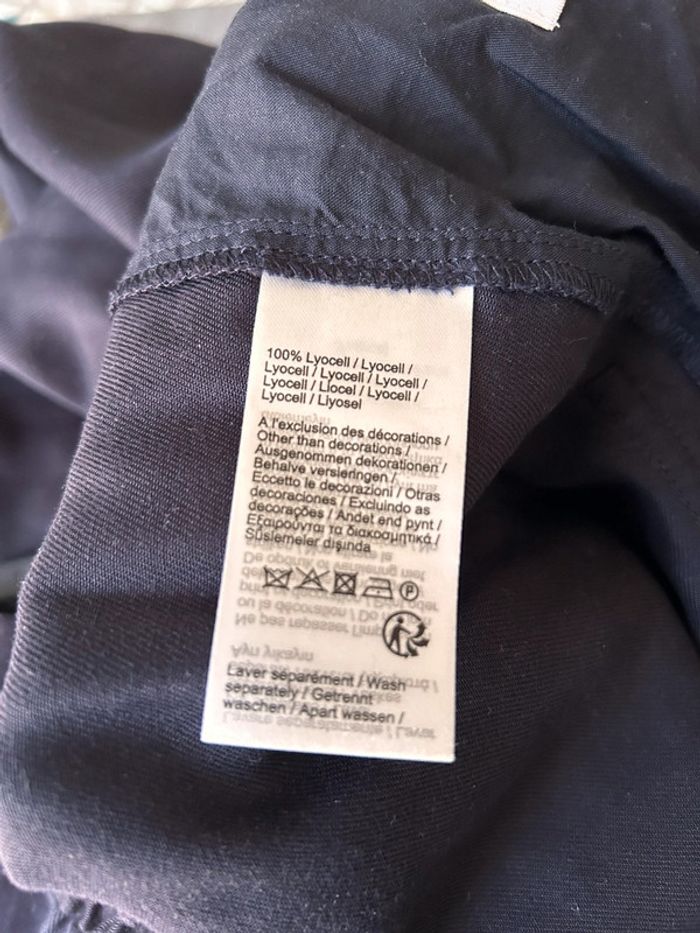 100% Lyocell / Lyocell /
Lyocell / Lyocell / Lyocell /
Lyocell / Liocel / Lyocell /
Lyocell / Liyosel
A l'exclusion des décorations /
Other than decorations /
Ausgenommen dekorationen /
Behalve versieringen /
Eccetto le decorazioni / Otras
decoraciones / Excluindo as
decorações / Andet end pynt /
Εξαιρούνται τα διακοσμητικά /
Süslemeler dışında
P
Laver séparément / Wash
separately / Getrennt
waschen / Apart wassen /